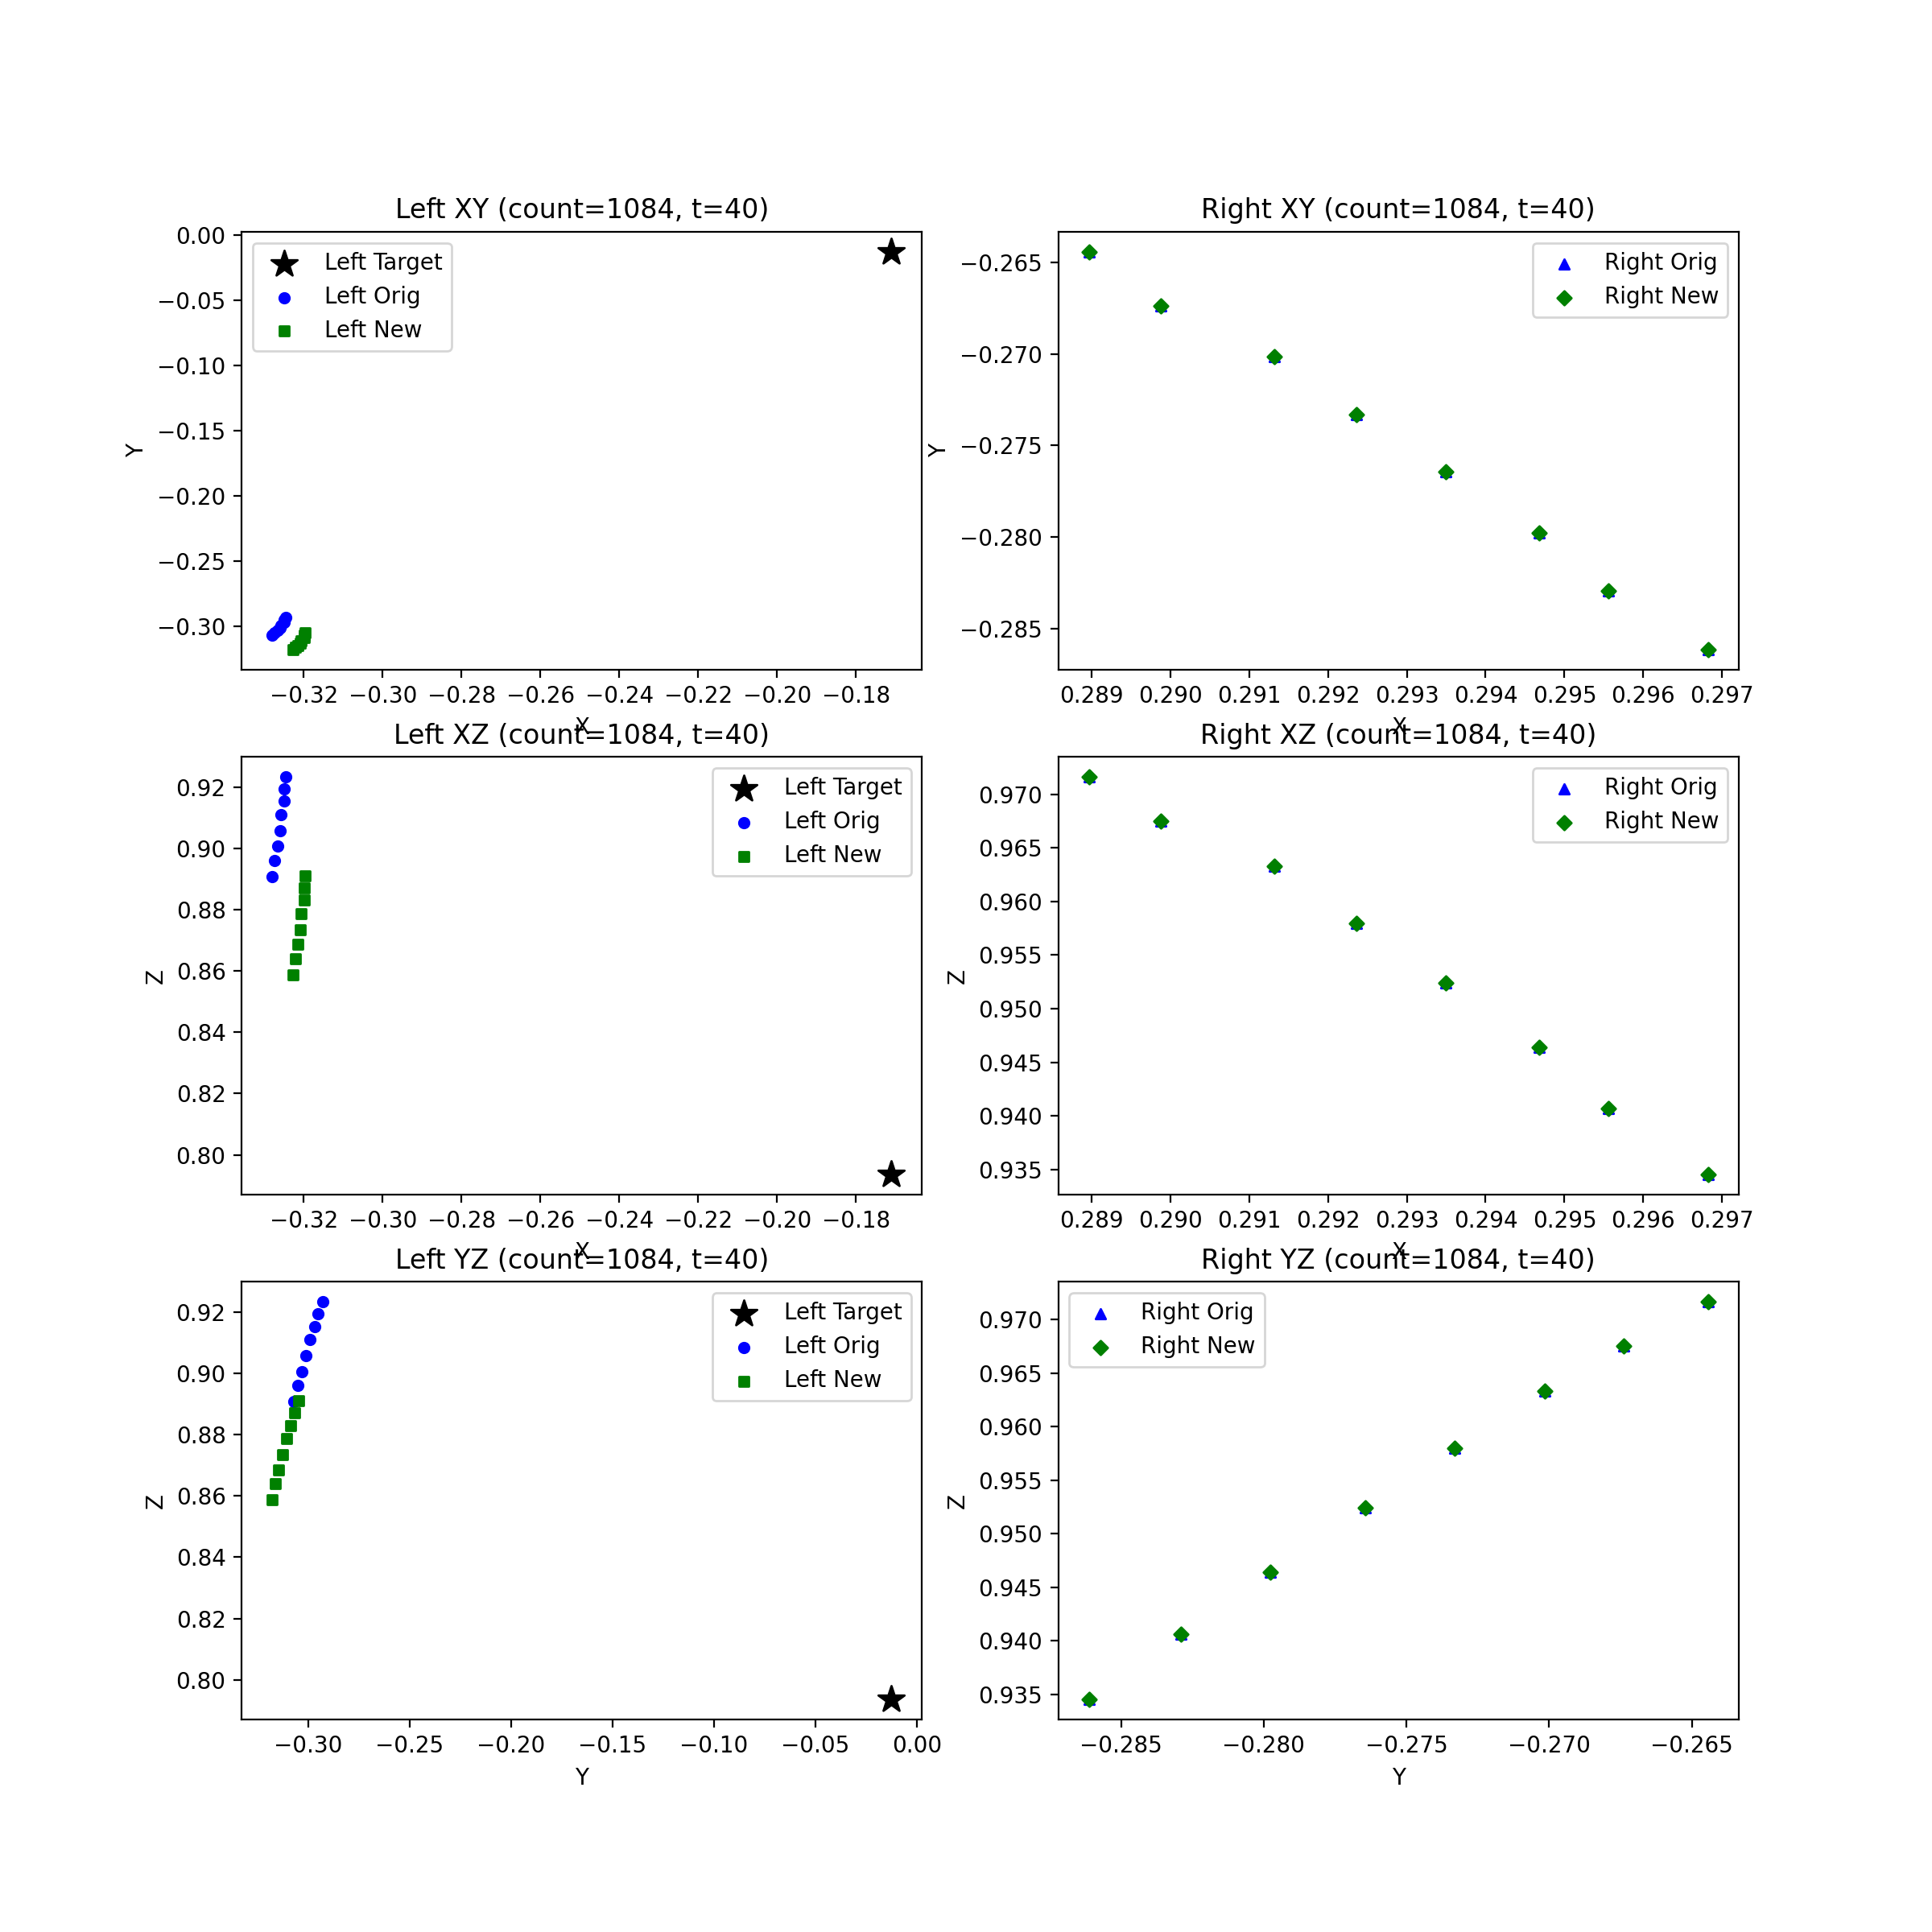 Left XY (count=1084, t=40)
Right XY (count=1084, t=40)
0.00
−0.05
−0.10
−0.15
−0.20
−0.25
−0.30
Y
Left Target
Left Orig
Left New
−0.32 −0.30 −0.28 −0.26 −0.24 −0.22 −0.20 −0.18
X
−0.265
−0.270
−0.275
−0.280
−0.285
Y
Right Orig
Right New
0.289 0.290 0.291 0.292 0.293 0.294 0.295 0.296 0.297
X
Left XZ (count=1084, t=40)
Right XZ (count=1084, t=40)
0.92
0.90
0.88
0.86
0.84
0.82
0.80
Z
Left Target
Left Orig
Left New
−0.32 −0.30 −0.28 −0.26 −0.24 −0.22 −0.20 −0.18
X
0.970
0.965
0.960
0.955
0.950
0.945
0.940
0.935
Z
Right Orig
Right New
0.289 0.290 0.291 0.292 0.293 0.294 0.295 0.296 0.297
X
Left YZ (count=1084, t=40)
Right YZ (count=1084, t=40)
0.92
0.90
0.88
0.86
0.84
0.82
0.80
Z
Left Target
Left Orig
Left New
−0.30 −0.25 −0.20 −0.15 −0.10 −0.05 0.00
Y
0.970
0.965
0.960
0.955
0.950
0.945
0.940
0.935
Z
Right Orig
Right New
−0.285 −0.280 −0.275 −0.270 −0.265
Y